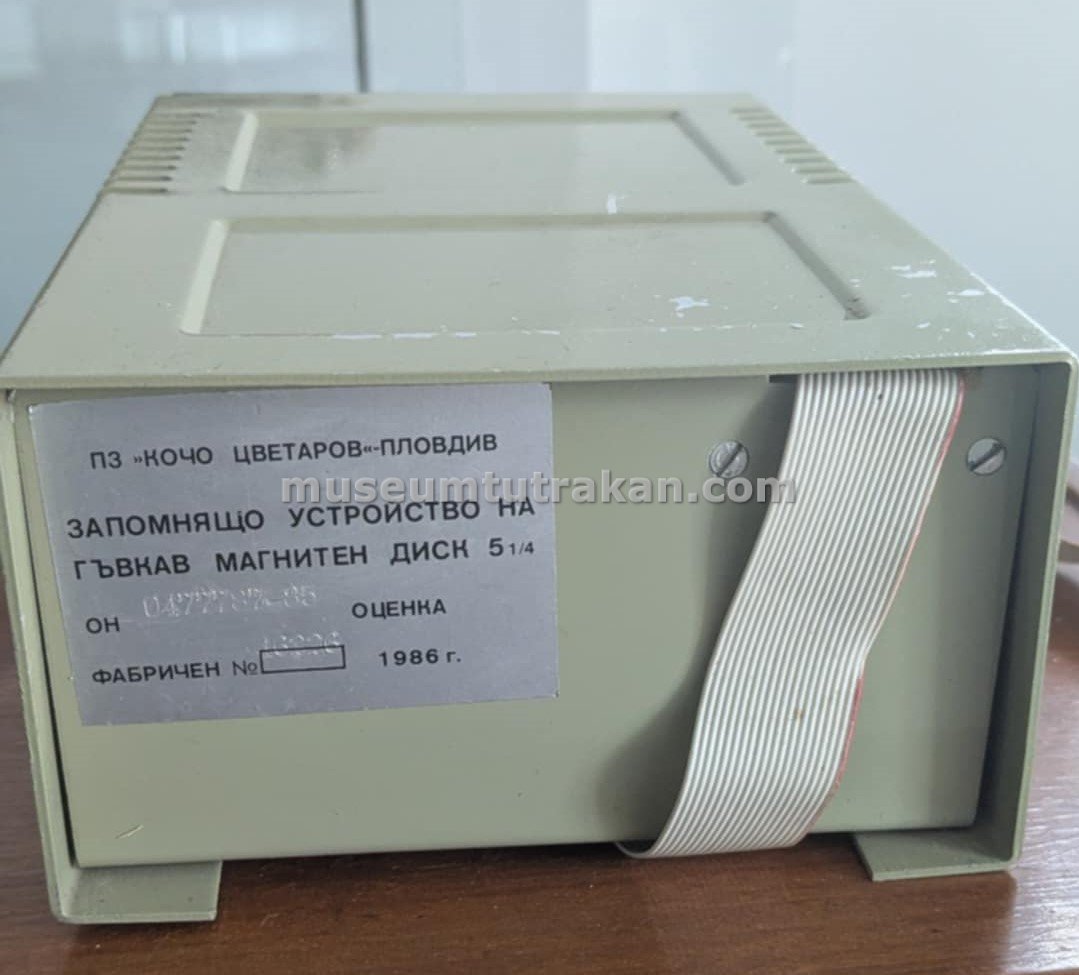 ПЗ »КОЧО ЦВЕТАРОВ«-ПЛОВДИВ
museumtutrakan.com
ЗАПОМНЯЩО УСТРОЙСТВО НА
ГЪВКАВ МАГНИТЕН ДИСК 5 1/4
ОН ОЦЕНКА
ФАБРИЧЕН № 1986 г.